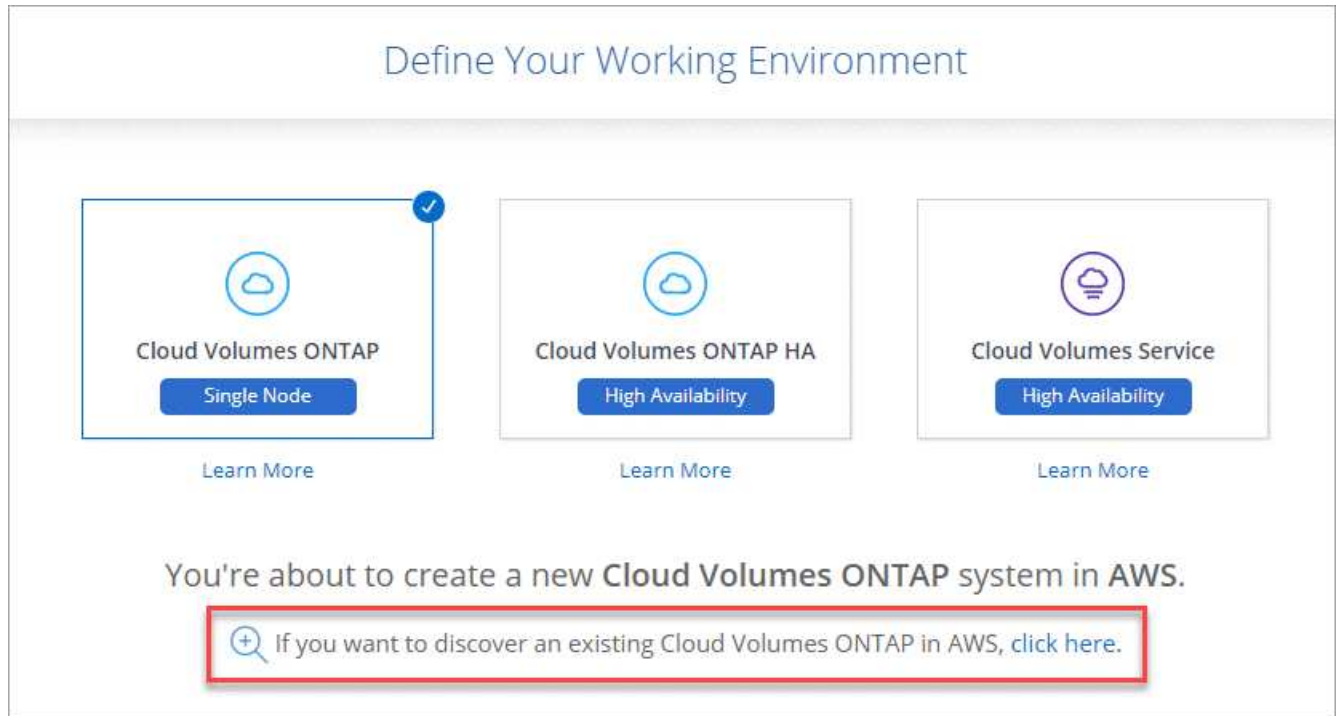 Define Your Working Environment
Cloud Volumes ONTAP
Single Node
Learn More
Cloud Volumes ONTAP HA
High Availability
Learn More
Cloud Volumes Service
High Availability
Learn More
You're about to create a new Cloud Volumes ONTAP system in AWS.
If you want to discover an existing Cloud Volumes ONTAP in AWS, click here.